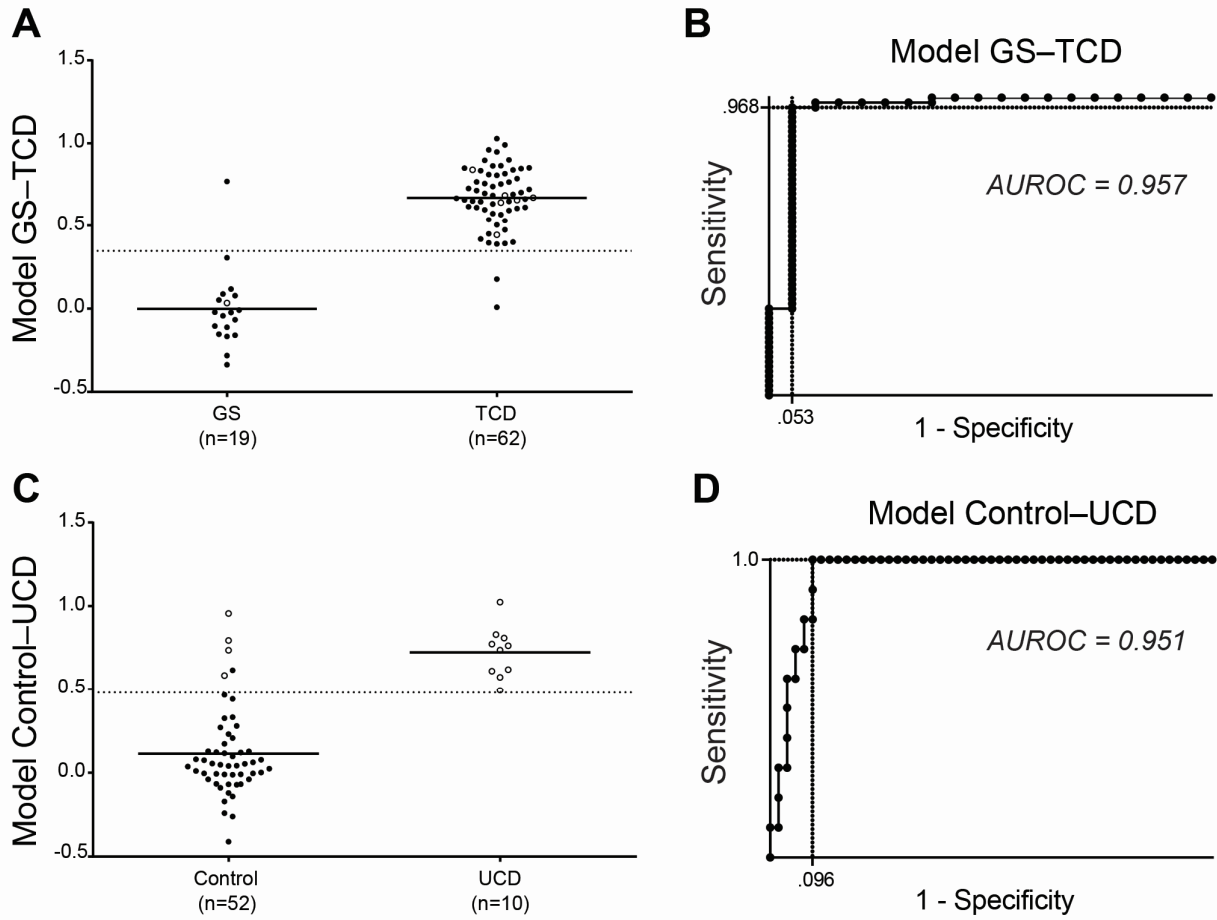 A
Model GS–TCD
1.5
1.0
0.5
0.0
-0.5
GS
(n=19)
TCD
(n=62)
B
Model GS–TCD
.968
Sensitivity
AUROC = 0.957
.053
1 - Specificity
C
Model Control–UCD
1.5
1.0
0.5
0.0
-0.5
Control
(n=52)
UCD
(n=10)
D
Model Control–UCD
1.0
Sensitivity
AUROC = 0.951
.096
1 - Specificity